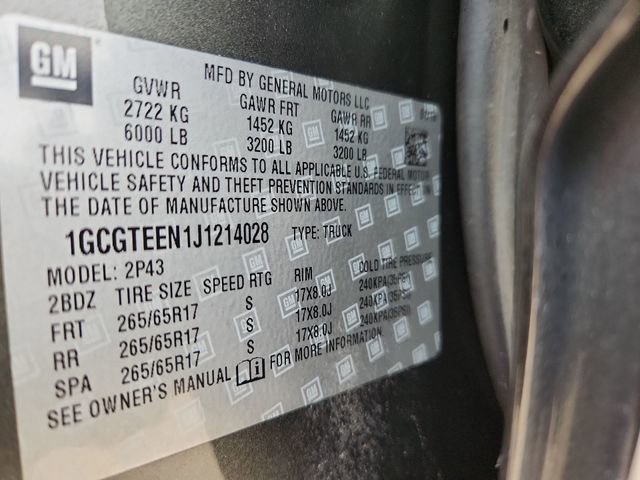 GM
MFD BY GENERAL MOTORS LLC
GVWR GAWR FRT GAWR RR
2722 KG 1452 KG 1452 KG
6000 LB 3200 LB 3200 LB
THIS VEHICLE CONFORMS TO ALL APPLICABLE U.S. FEDERAL MOTOR
VEHICLE SAFETY AND THEFT PREVENTION STANDARDS IN EFFECT ON
THE DATE OF MANUFACTURE SHOWN ABOVE.
1GCGTEEN1J1214028 TYPE: TRUCK
MODEL: 2P43
2BDZ TIRE SIZE SPEED RTG RIM COLD TIRE PRESSURE
FRT 265/65R17 S 17X8.0J 240KPA(35PSI)
RR 265/65R17 S 17X8.0J 240KPA(35PSI)
SPA 265/65R17 S 17X8.0J 240KPA(35PSI)
SEE OWNER'S MANUAL FOR MORE INFORMATION.